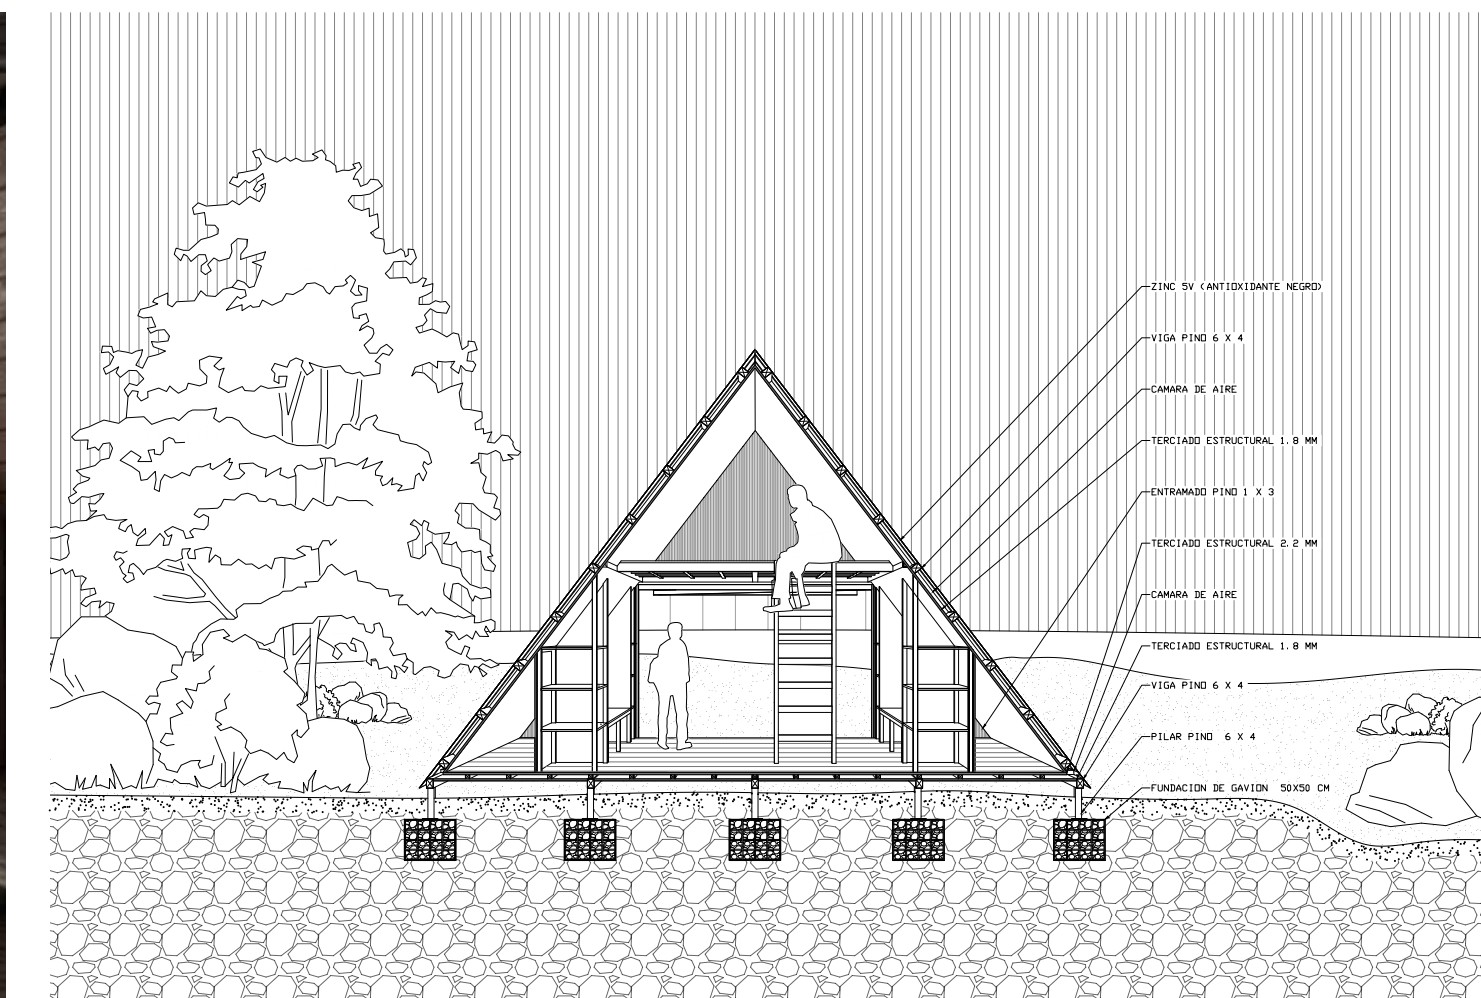 ZINC 5V (ANTIOXIDANTE NEGRO)
VIGA PINO 6 X 4
CAMARA DE AIRE
TERCIADO ESTRUCTURAL 1.8 MM
ENTRAMADO PINO 1 X 3
TERCIADO ESTRUCTURAL 2.2 MM
CAMARA DE AIRE
TERCIADO ESTRUCTURAL 1.8 MM
VIGA PINO 6 X 4
PILAR PINO 6 X 4
FUNDACION DE GAVION 50X50 CM